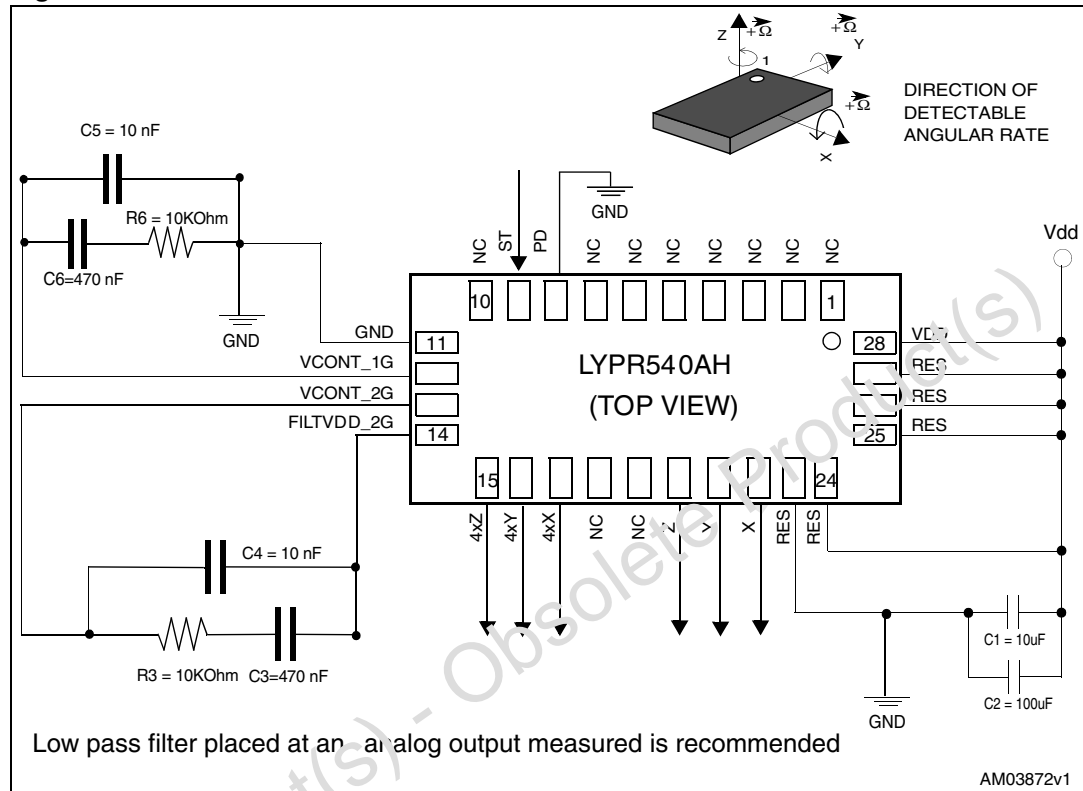 Z
+Ω
1
+Ω
Y
+Ω
X
DIRECTION OF
DETECTABLE
ANGULAR RATE
C5 = 10 nF
R6 = 10KOhm
C6=470 nF
GND
GND
Vdd
NC
ST
PD
NC
NC
NC
NC
NC
NC
NC
10
1
GND
11
VCONT_1G
VCONT_2G
FILTVDD_2G
14
LYPR540AH
(TOP VIEW)
28
VDD
RES
RES
25
RES
15
24
4xZ
4xY
4xX
NC
NC
Z
Y
X
RES
RES
C4 = 10 nF
R3 = 10KOhm
C3=470 nF
C1 = 10uF
C2 = 100uF
GND
Low pass filter placed at an analog output measured is recommended
AM03872v1
Obsolete Product(s)
t(s) -